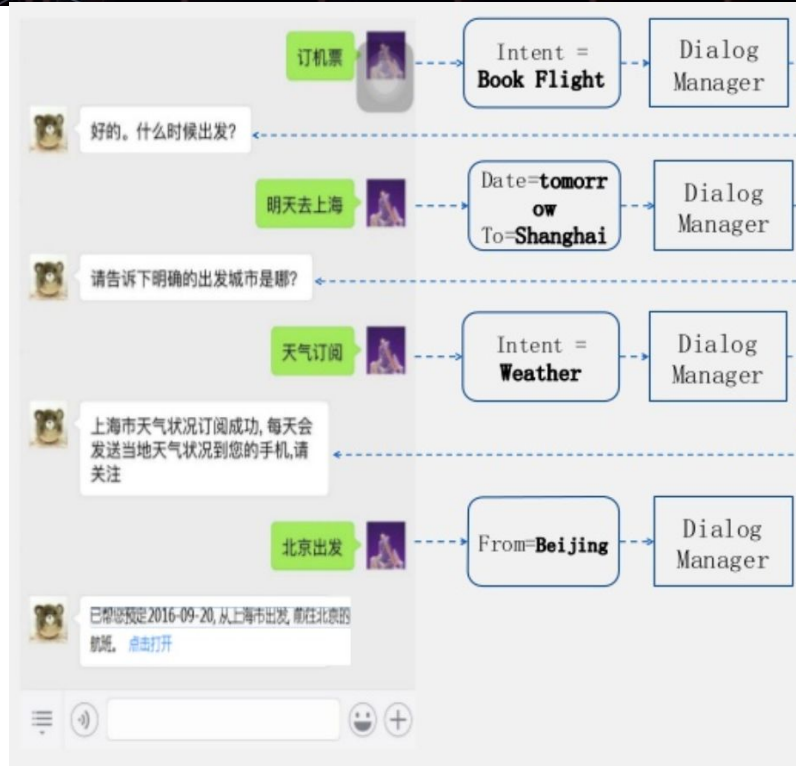 订机票
Intent =
Book Flight
Dialog
Manager
好的。什么时候出发?
明天去上海
Date=tomorr
ow
To=Shanghai
Dialog
Manager
请告诉下明确的出发城市是哪?
天气订阅
Intent =
Weather
Dialog
Manager
上海市天气状况订阅成功, 每天会
发送当地天气状况到您的手机,请
关注
北京出发
From=Beijing
Dialog
Manager
已帮您预定2016-09-20, 从上海市出发, 前往北京的
航班。 点击打开